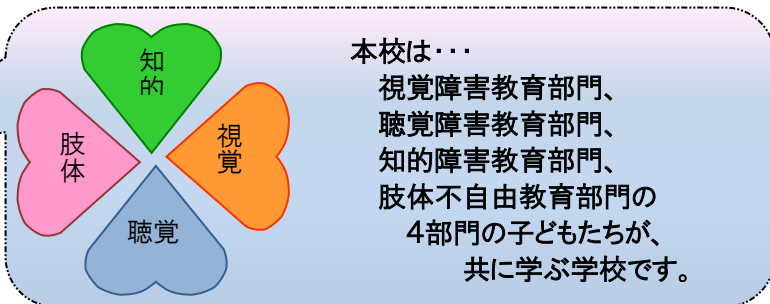 知的
肢体
視覚
聴覚
本校は･･･
視覚障害教育部門、
聴覚障害教育部門、
知的障害教育部門、
肢体不自由教育部門の
４部門の子どもたちが、
共に学ぶ学校です。